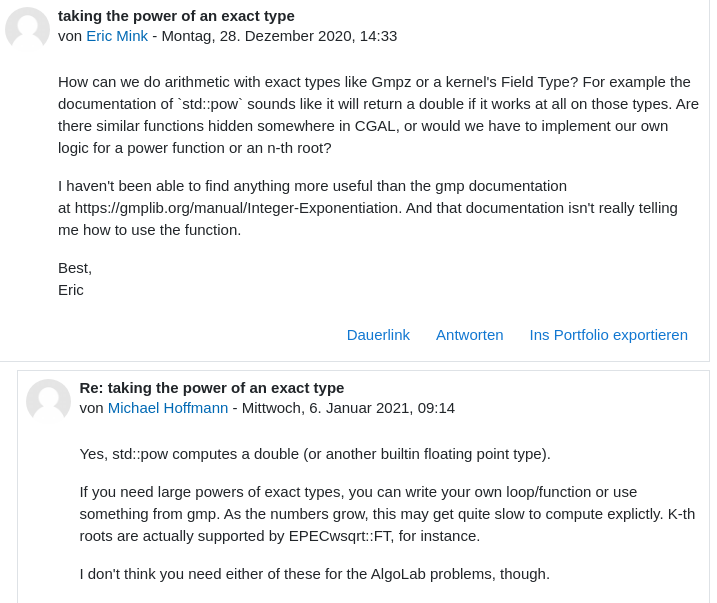 taking the power of an exact type
von Eric Mink - Montag, 28. Dezember 2020, 14:33
How can we do arithmetic with exact types like Gmpz or a kernel's Field Type? For example the
documentation of `std::pow` sounds like it will return a double if it works at all on those types. Are
there similar functions hidden somewhere in CGAL, or would we have to implement our own
logic for a power function or an n-th root?
I haven't been able to find anything more useful than the gmp documentation
at https://gmplib.org/manual/Integer-Exponentiation. And that documentation isn't really telling
me how to use the function.
Best,
Eric
Dauerlink Antworten Ins Portfolio exportieren
Re: taking the power of an exact type
von Michael Hoffmann - Mittwoch, 6. Januar 2021, 09:14
Yes, std::pow computes a double (or another builtin floating point type).
If you need large powers of exact types, you can write your own loop/function or use
something from gmp. As the numbers grow, this may get quite slow to compute explictly. K-th
roots are actually supported by EPECwsqrt::FT, for instance.
I don't think you need either of these for the AlgoLab problems, though.